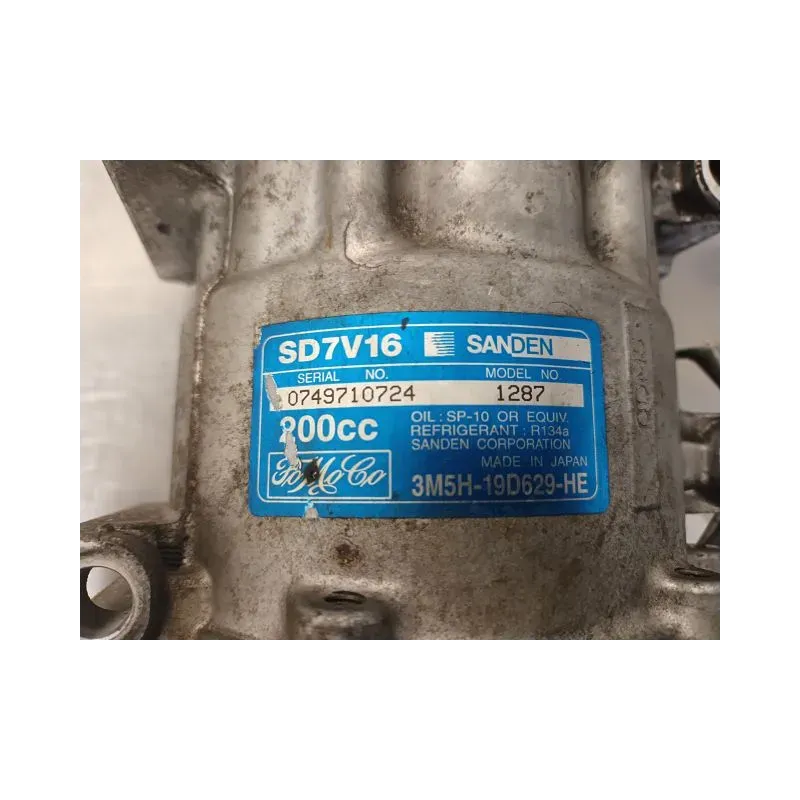 SD7V16 SANDEN
SERIAL NO. MODEL NO.
0749710724 1287
200cc OIL : SP-10 OR EQUIV.
REFRIGERANT : R134a
SANDEN CORPORATION
MADE IN JAPAN
FoMoCo 3M5H-19D629-HE